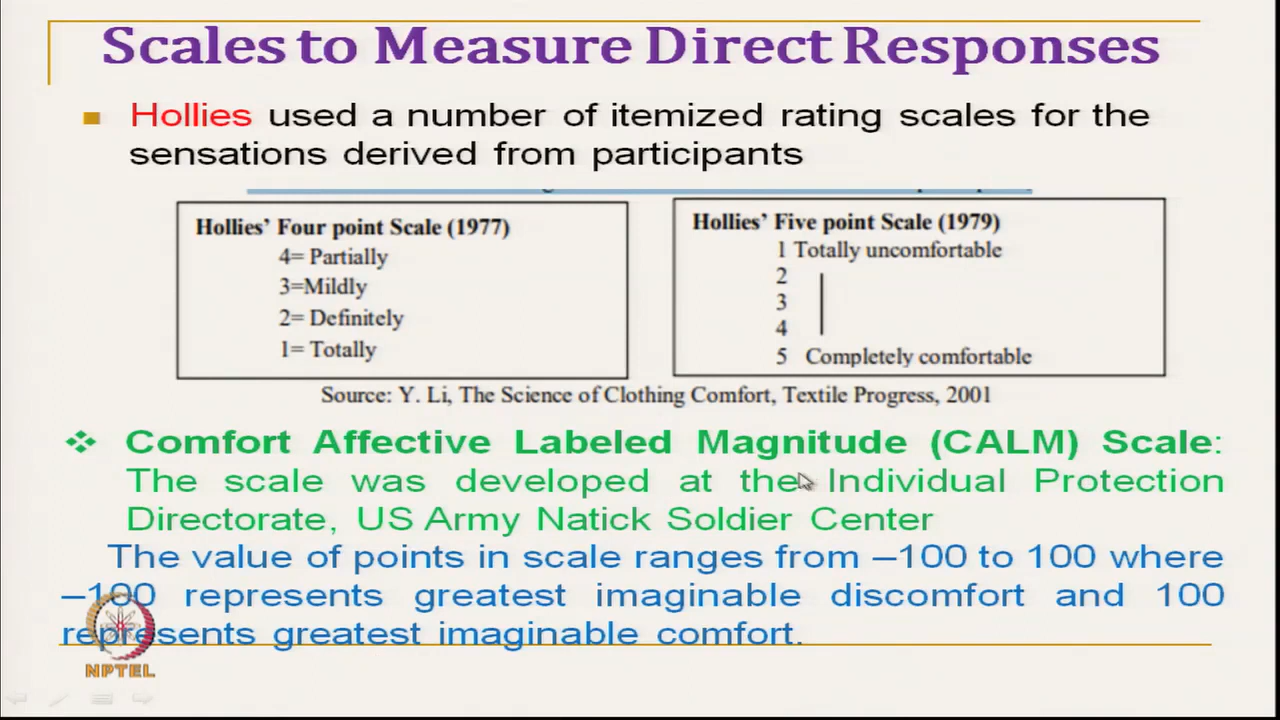 Scales to Measure Direct Responses
Hollies used a number of itemized rating scales for the
sensations derived from participants
Hollies' Four point Scale (1977)
4= Partially
3=Mildly
2= Definitely
1= Totally
Hollies' Five point Scale (1979)
1 Totally uncomfortable
2
3
4
5 Completely comfortable
Source: Y. Li, The Science of Clothing Comfort, Textile Progress, 2001
Comfort Affective Labeled Magnitude (CALM) Scale:
The scale was developed at the Individual Protection
Directorate, US Army Natick Soldier Center
The value of points in scale ranges from –100 to 100 where
–100 represents greatest imaginable discomfort and 100
represents greatest imaginable comfort.
NPTEL